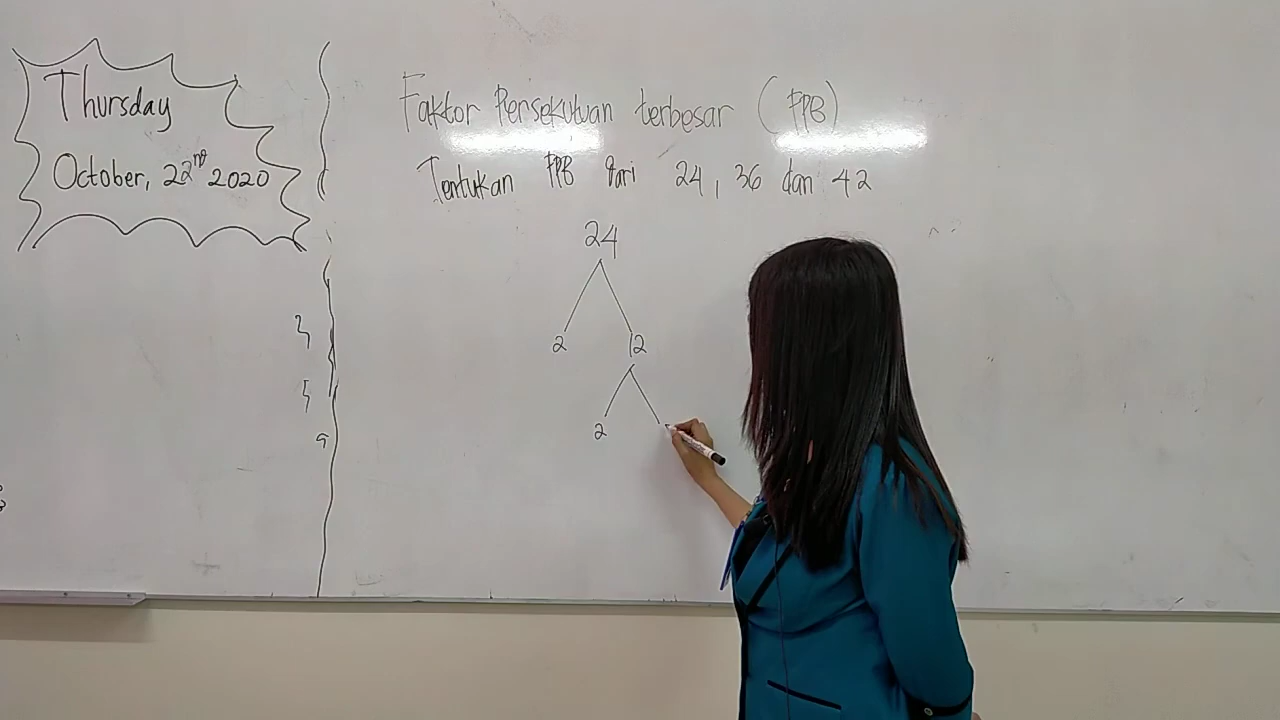 Thursday
October, 22nd 2020
Faktor Persekutuan terbesar (FPB)
Tentukan FPB dari 24, 36 dan 42
24
2 12
2